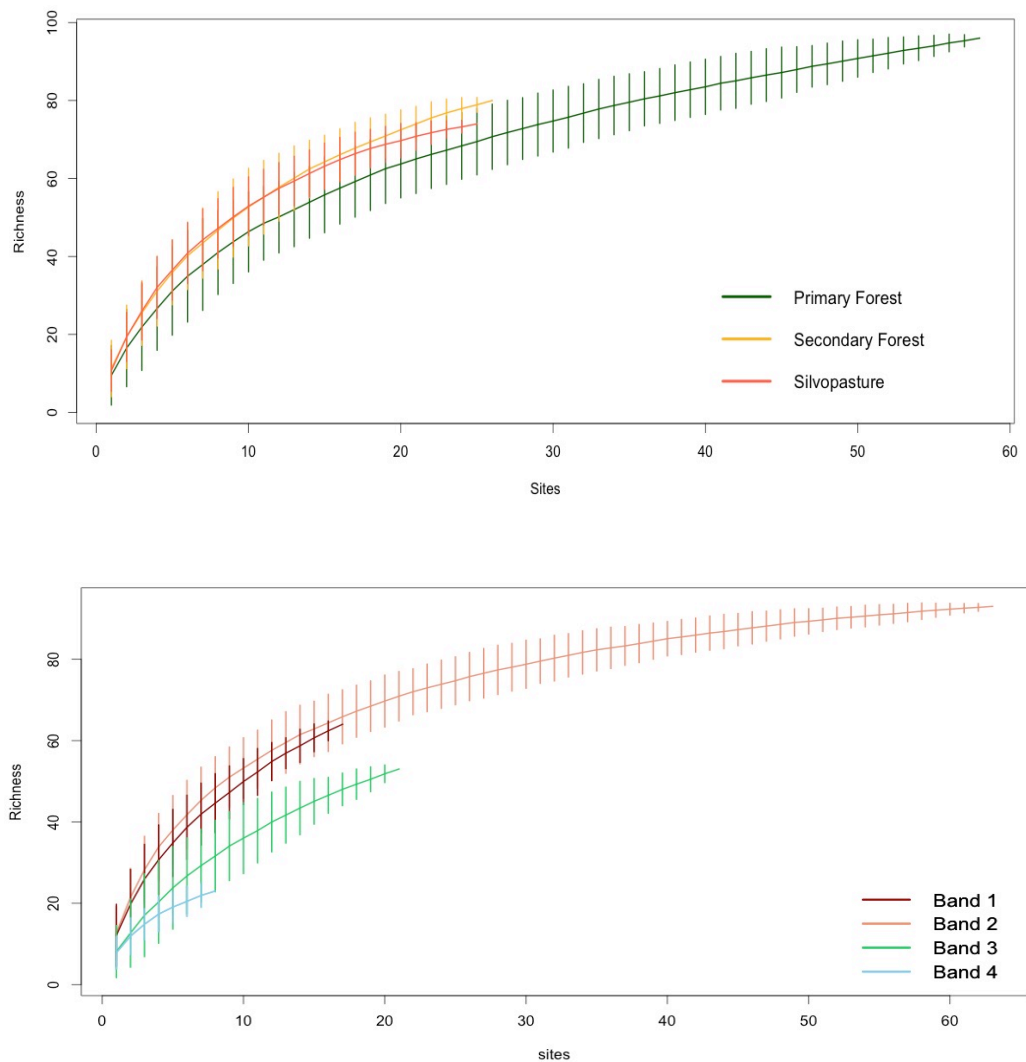 100
80
60
40
20
0
Richness
Primary Forest
Secondary Forest
Silvopasture
0 10 20 30 40 50 60
Sites
80
60
40
20
0
Richness
Band 1
Band 2
Band 3
Band 4
0 10 20 30 40 50 60
sites